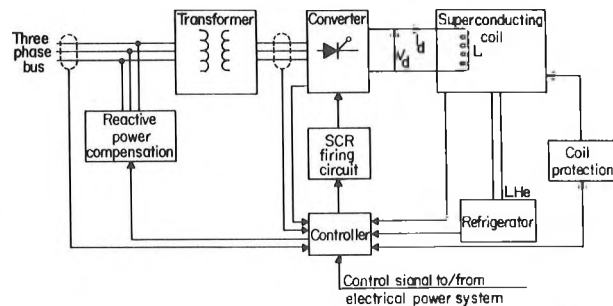 Transformer
Converter
Superconducting
coil
Three
phase
bus
I
d
V
d
L
Reactive
power
compensation
SCR
firing
circuit
Coil
protection
LHe
Refrigerator
Controller
Control signal to/from
electrical power system